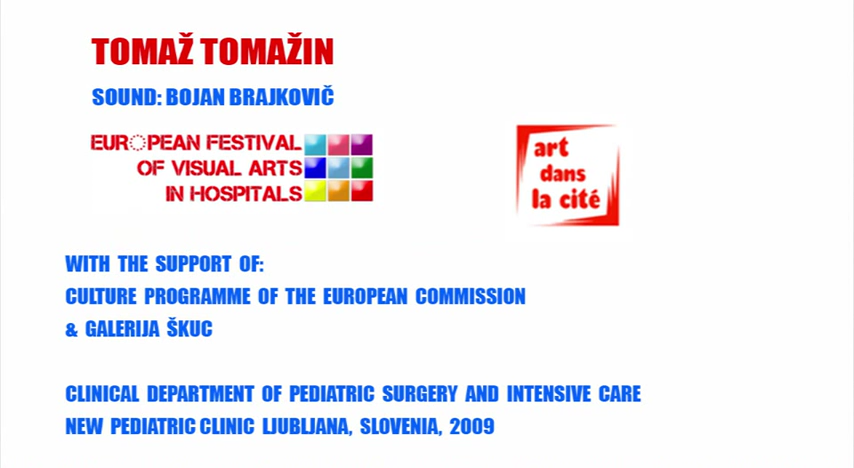 TOMAŽ TOMAŽIN
SOUND: BOJAN BRAJKOVIČ
EUROPEAN FESTIVAL
OF VISUAL ARTS
IN HOSPITALS
art
dans
la cité
WITH THE SUPPORT OF:
CULTURE PROGRAMME OF THE EUROPEAN COMMISSION
& GALERIJA ŠKUC
CLINICAL DEPARTMENT OF PEDIATRIC SURGERY AND INTENSIVE CARE
NEW PEDIATRIC CLINIC LJUBLJANA, SLOVENIA, 2009